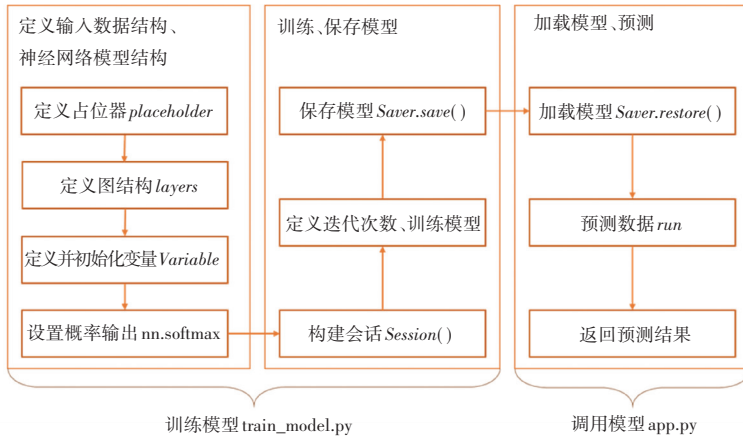 定义输入数据结构、
神经网络模型结构
定义占位器placeholder
定义图结构layers
定义并初始化变量Variable
设置概率输出nn.softmax
训练、保存模型
保存模型Saver.save()
定义迭代次数、训练模型
构建会话Session()
加载模型、预测
加载模型Saver.restore()
预测数据run
返回预测结果
训练模型train_model.py
调用模型app.py